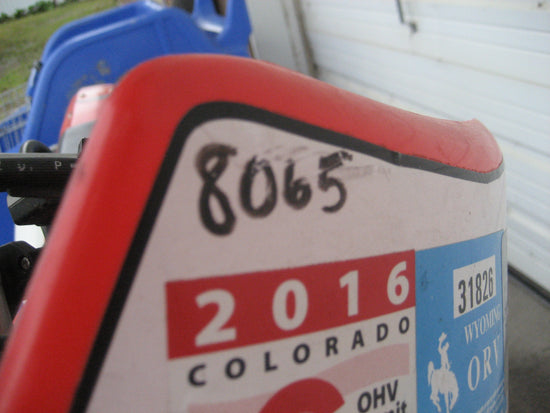 8065
2016
COLORADO
OHV
31826
WYOMING
ORV